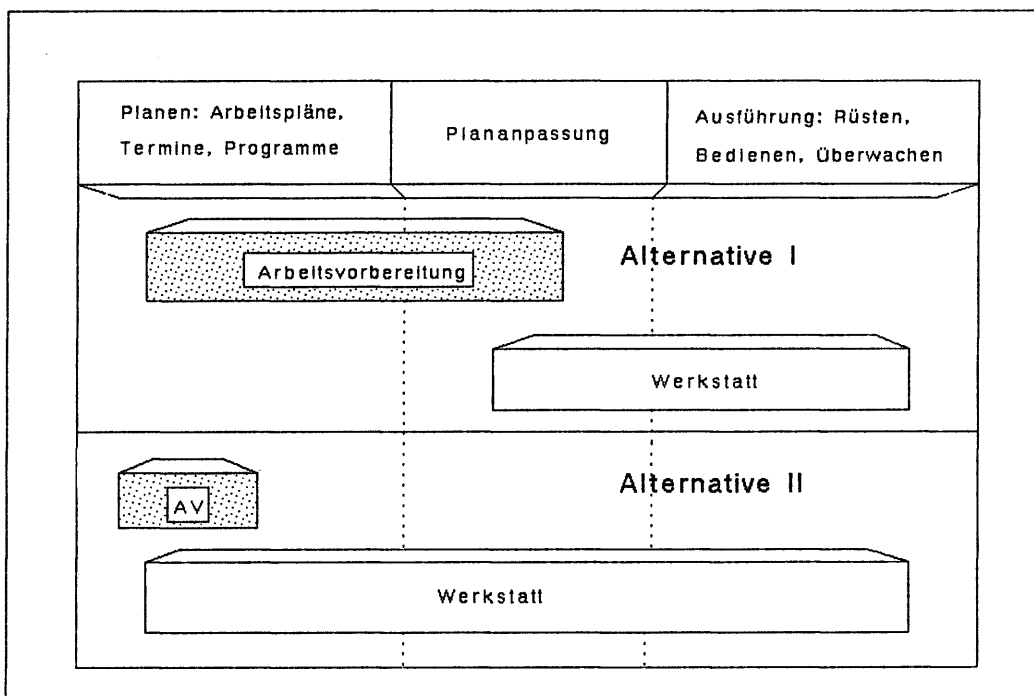 Planen: Arbeitspläne,
Termine, Programme
Plananpassung
Ausführung: Rüsten,
Bedienen, Überwachen
Alternative I
Arbeitsvorbereitung
Werkstatt
Alternative II
AV
Werkstatt